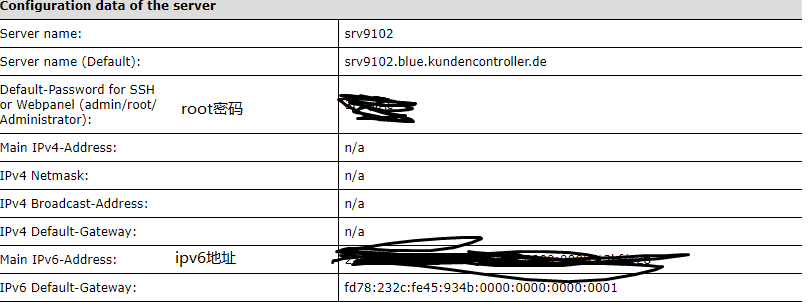 Configuration data of the server
Server name: srv9102
Server name (Default): srv9102.blue.kundencontroller.de
Default-Password for SSH
or Webpanel (admin/root/
Administrator): root密码
Main IPv4-Address: n/a
IPv4 Netmask: n/a
IPv4 Broadcast-Address: n/a
IPv4 Default-Gateway: n/a
Main IPv6-Address: ipv6地址
IPv6 Default-Gateway: fd78:232c:fe45:934b:0000:0000:0000:0001